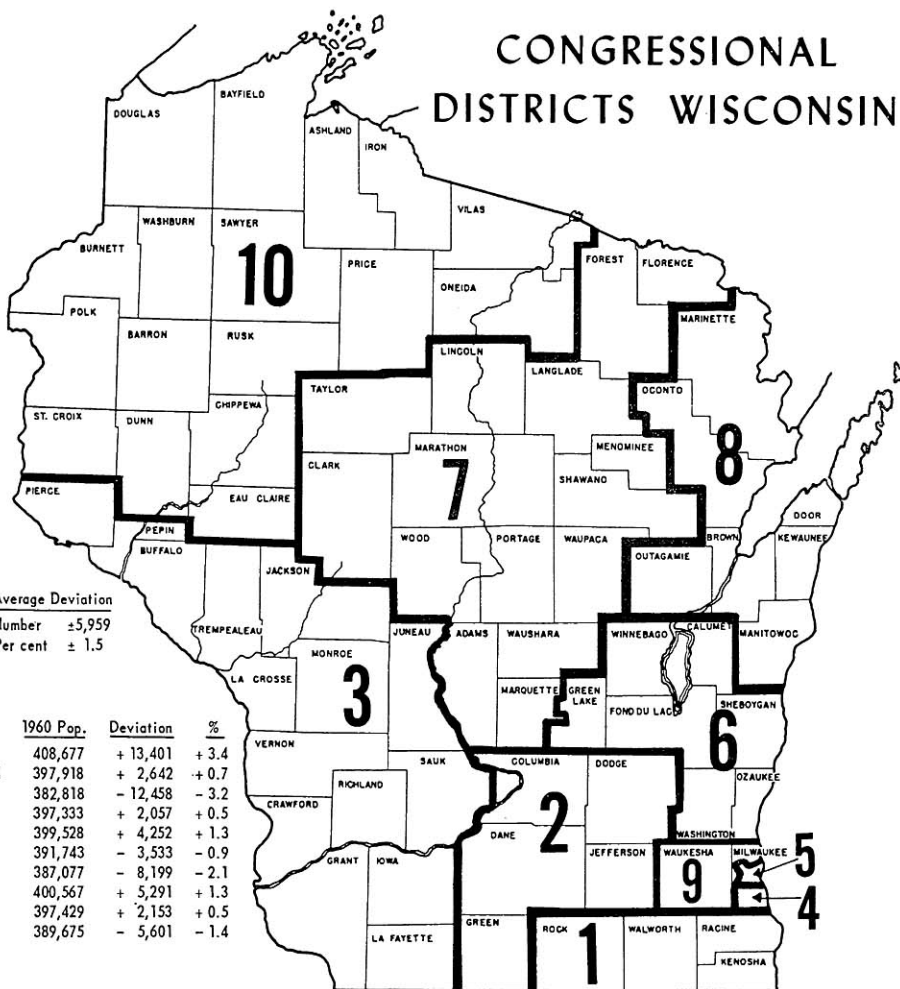 CONGRESSIONAL
DISTRICTS WISCONSIN
DOUGLAS
BAYFIELD
ASHLAND
IRON
VILAS
BURNETT
WASHBURN
SAWYER
10
PRICE
ONEIDA
FOREST
FLORENCE
MARINETTE
POLK
BARRON
RUSK
LINCOLN
LANGLADE
OCONTO
TAYLOR
CHIPPEWA
ST. CROIX
DUNN
MARATHON
7
MENOMINEE
8
CLARK
SHAWANO
PIERCE
EAU CLAIRE
DOOR
PEPIN
BUFFALO
WOOD
PORTAGE
WAUPACA
BROWN
KEWAUNEE
OUTAGAMIE
JACKSON
Average Deviation
Number ±5,959
Per cent ± 1.5
TREMPEALEAU
JUNEAU
ADAMS
WAUSHARA
WINNEBAGO
CALUMET
MANITOWOC
MONROE
LA CROSSE
3
MARQUETTE
GREEN
LAKE
FOND DU LAC
SHEBOYGAN
6
VERNON
SAUK
COLUMBIA
DODGE
OZAUKEE
RICHLAND
CRAWFORD
2
WASHINGTON
DANE
GRANT
IOWA
JEFFERSON
WAUKESHA
MILWAUKEE
5
9
4
GREEN
LA FAYETTE
ROCK
1
WALWORTH
RACINE
KENOSHA
1960 Pop. Deviation %
408,677 + 13,401 + 3.4
397,918 + 2,642 + 0.7
382,818 - 12,458 - 3.2
397,333 + 2,057 + 0.5
399,528 + 4,252 + 1.3
391,743 - 3,533 - 0.9
387,077 - 8,199 - 2.1
400,567 + 5,291 + 1.3
397,429 + 2,153 + 0.5
389,675 - 5,601 - 1.4